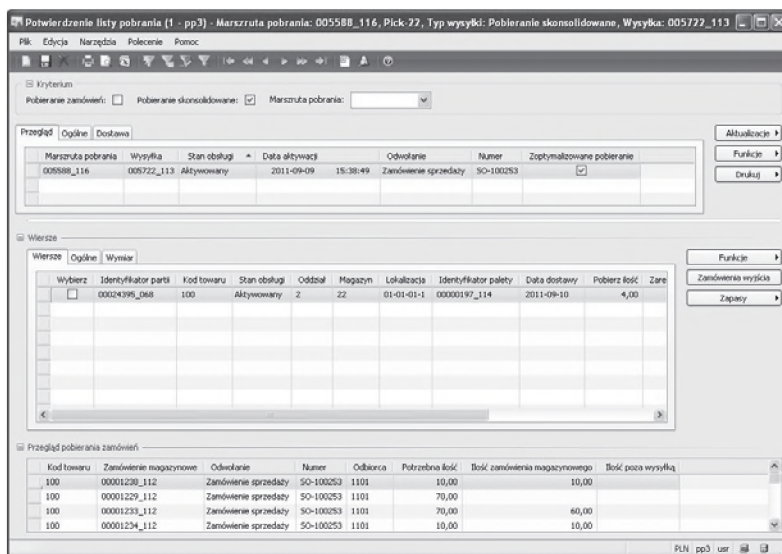 Potwierdzenie listy pobrania (1 - pp3) - Marszruta pobrania: 005588_116, Pick-22, Typ wysyłki: Pobieranie skonsolidowane, Wysyłka: 005722_113
Plik Edycja Narzędzia Polecenie Pomoc
Kryterium
Pobieranie zamówień: Pobieranie skonsolidowane: Marszruta pobrania:
Przegląd Ogólne Dostawa
Aktualizacje
Funkcje
Drukuj
Marszruta pobrania Wysyłka Stan obsługi Data aktywacji Odwołanie Numer Zoptymalizowane pobieranie
005588_116 005722_113 Aktywowany 2011-09-09 15:38:49 Zamówienie sprzedaży SO-100253
Wiersze
Wiersze Ogólne Wymiar
Funkcje
Zamówienia wyjścia
Zapasy
Wybierz Identyfikator partii Kod towaru Stan obsługi Oddział Magazyn Lokalizacja Identyfikator palety Data dostawy Pobierz ilość Zare
00024395_068 100 Aktywowany 2 22 01-01-01-1 00000197_114 2011-09-10 4,00
Przegląd pobierania zamówień
Kod towaru Zamówienie magazynowe Odwołanie Numer Odbiorca Potrzebna ilość Ilość zamówienia magazynowego Ilość poza wysyłką
100 00001230_112 Zamówienie sprzedaży SO-100253 1101 10,00 10,00
100 00001229_112 Zamówienie sprzedaży SO-100253 1101 70,00
100 00001233_112 Zamówienie sprzedaży SO-100253 1101 70,00 60,00
100 00001234_112 Zamówienie sprzedaży SO-100253 1101 10,00 10,00
PLN pp3 usr